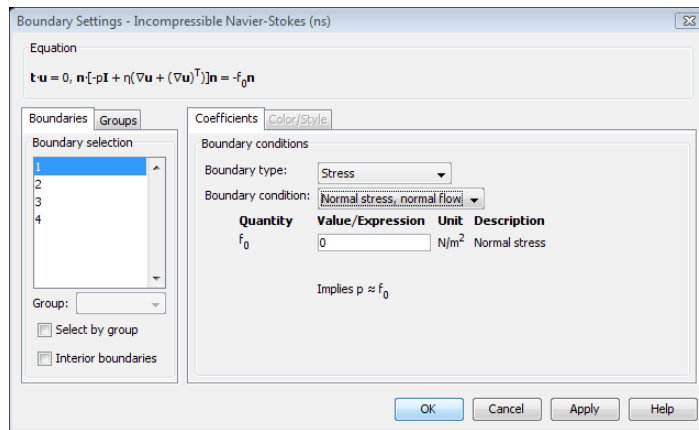 Boundary Settings - Incompressible Navier-Stokes (ns)
Equation
t·u = 0, n·[-pI + η(∇u + (∇u)ᵀ)]n = -f₀n
Boundaries Groups
Coefficients Color/Style
Boundary selection
1
2
3
4
Group:
Select by group
Interior boundaries
Boundary conditions
Boundary type: Stress
Boundary condition: Normal stress, normal flow
Quantity Value/Expression Unit Description
f₀ 0 N/m² Normal stress
Implies p ≈ f₀
OK Cancel Apply Help